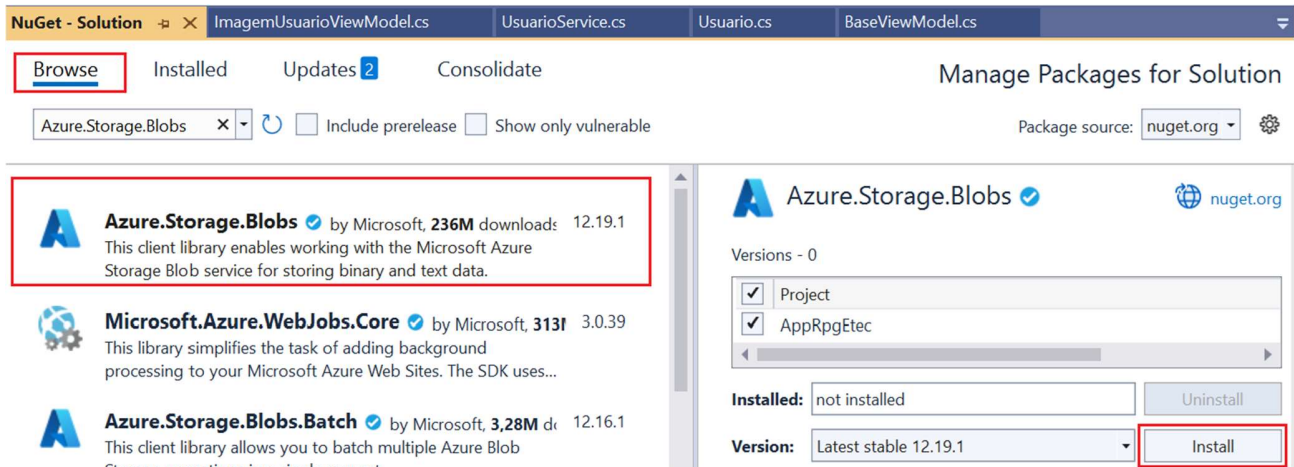 NuGet - Solution ImagemUsuarioViewModel.cs UsuarioService.cs Usuario.cs BaseViewModel.cs
Browse Installed Updates 2 Consolidate
Manage Packages for Solution
Azure.Storage.Blobs Include prerelease Show only vulnerable
Package source: nuget.org
Azure.Storage.Blobs by Microsoft, 236M downloads 12.19.1
This client library enables working with the Microsoft Azure
Storage Blob service for storing binary and text data.
Microsoft.Azure.WebJobs.Core by Microsoft, 3.0.39
This library simplifies the task of adding background
processing to your Microsoft Azure Web Sites. The SDK uses...
Azure.Storage.Blobs.Batch by Microsoft, 3,28M 12.16.1
This client library allows you to batch multiple Azure Blob
Azure.Storage.Blobs nuget.org
Versions - 0
Project
AppRpgEtec
Installed: not installed Uninstall
Version: Latest stable 12.19.1 Install